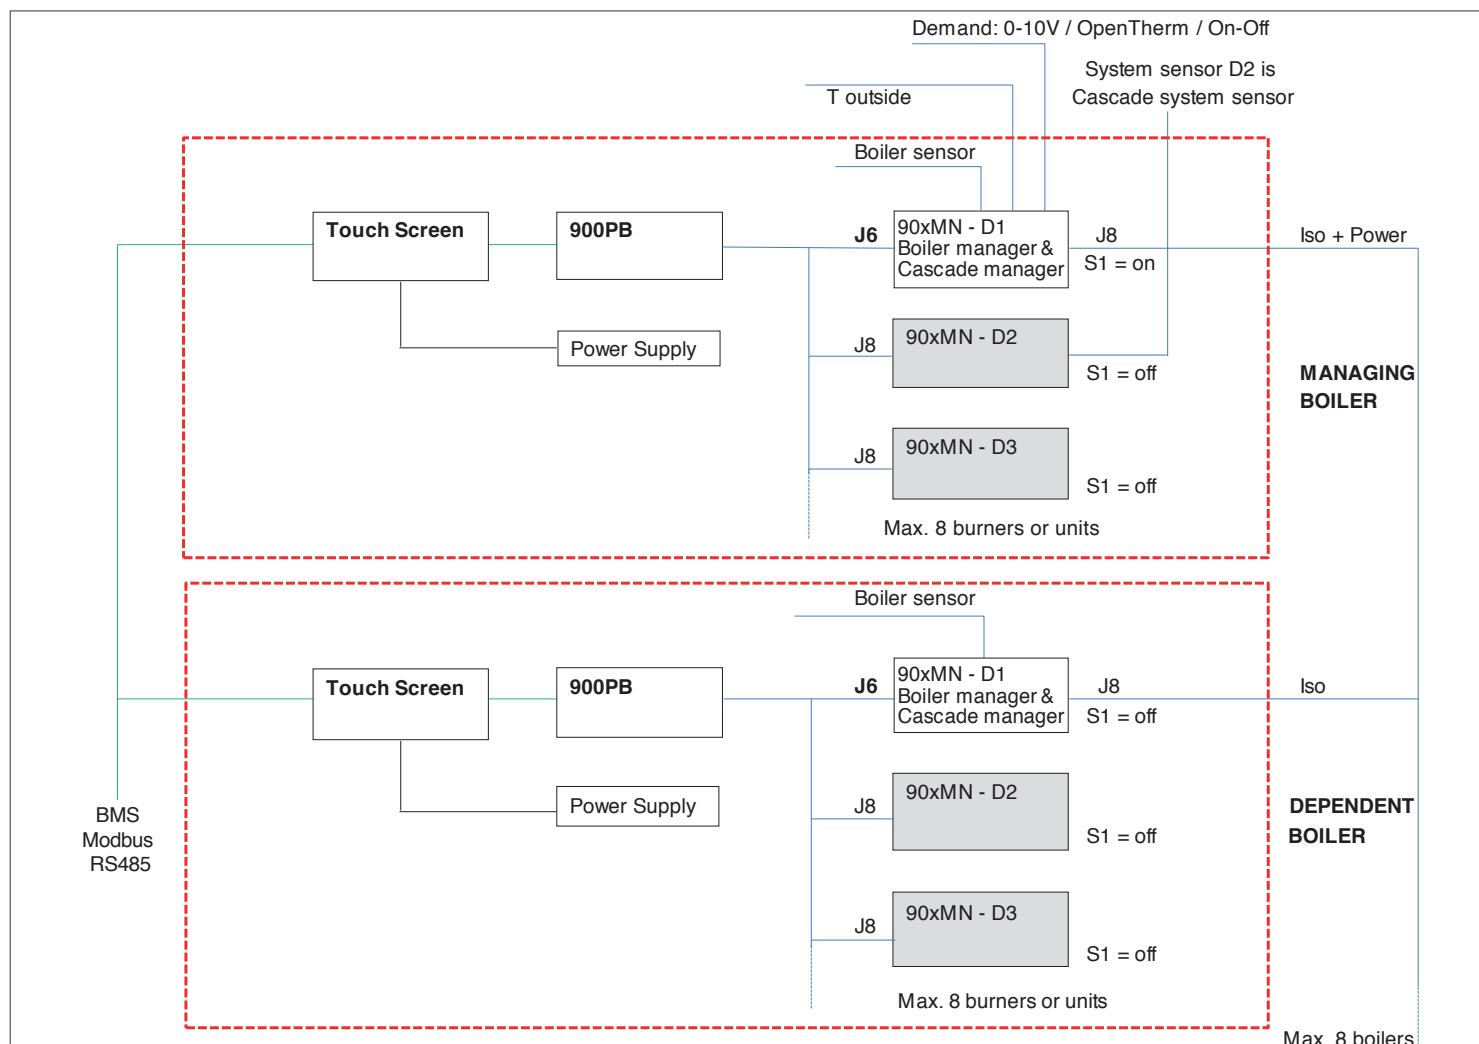 Demand: 0-10V / OpenTherm / On-Off
System sensor D2 is
Cascade system sensor
T outside
Boiler sensor
Touch Screen
900PB
J6
90xMN - D1
Boiler manager &
Cascade manager
J8
S1 = on
Iso + Power
Power Supply
J8
90xMN - D2
S1 = off
MANAGING
BOILER
J8
90xMN - D3
S1 = off
Max. 8 burners or units
Boiler sensor
Touch Screen
900PB
J6
90xMN - D1
Boiler manager &
Cascade manager
J8
S1 = off
Iso
Power Supply
J8
90xMN - D2
S1 = off
DEPENDENT
BOILER
BMS
Modbus
RS485
J8
90xMN - D3
S1 = off
Max. 8 burners or units
Max. 8 boilers